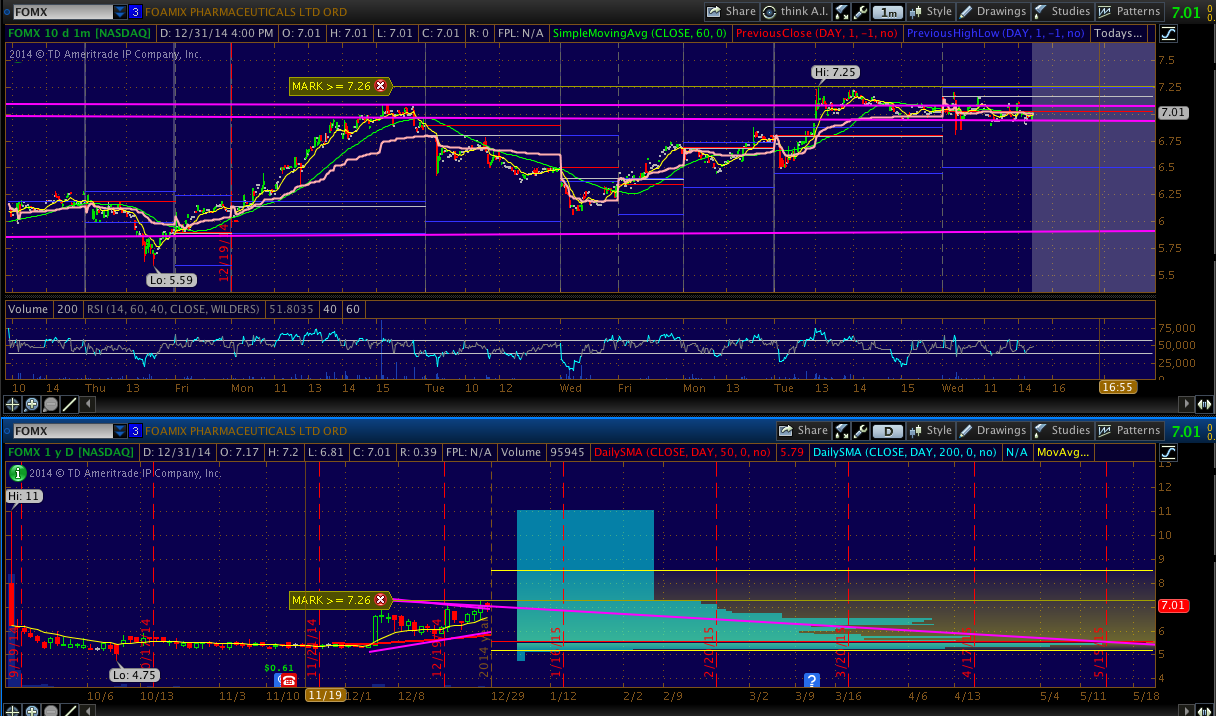 FOMX 3 FOAMIX PHARMACEUTICALS LTD ORD Share think A.I. 1m Style Drawings Studies Patterns 7.01
FOMX 10 d 1m [NASDAQ] D: 12/31/14 4:00 PM O: 7.01 H: 7.01 L: 7.01 C: 7.01 R: 0 FPL: N/A SimpleMovingAvg (CLOSE, 60, 0) PreviousClose (DAY, 1, -1, no) PreviousHighLow (DAY, 1, -1, no) Todays...
2014 © TD Ameritrade IP Company, Inc.
7.5
Hi: 7.25
MARK >= 7.26
7.25
7.01
6.75
6.5
6.25
6
5.75
12/19/14
Lo: 5.59
5.5
Volume 200 RSI (14, 60, 40, CLOSE, WILDERS) 51.8035 40 60
75,000
50,000
25,000
0
10 14 Thu 13 Fri Mon 11 13 14 15 Tue 10 12 Wed Fri Mon 13 Tue 13 14 15 Wed 11 14 16 16:55
FOMX 3 FOAMIX PHARMACEUTICALS LTD ORD Share D Style Drawings Studies Patterns 7.01
FOMX 1 y D [NASDAQ] D: 12/31/14 O: 7.17 H: 7.2 L: 6.81 C: 7.01 R: 0.39 FPL: N/A Volume 95945 DailySMA (CLOSE, DAY, 50, 0, no) 5.79 DailySMA (CLOSE, DAY, 200, 0, no) N/A MovAvg...
2014 © TD Ameritrade IP Company, Inc.
13
Hi: 11
12
11
10
9
8
MARK >= 7.26
7.01
6
5
4
2014 year
Lo: 4.75
$0.61
10/6 10/13 11/3 11/10 11/19 12/1 12/8 12/29 1/12 2/2 2/9 3/2 3/9 3/16 4/6 4/13 5/4 5/11 5/18